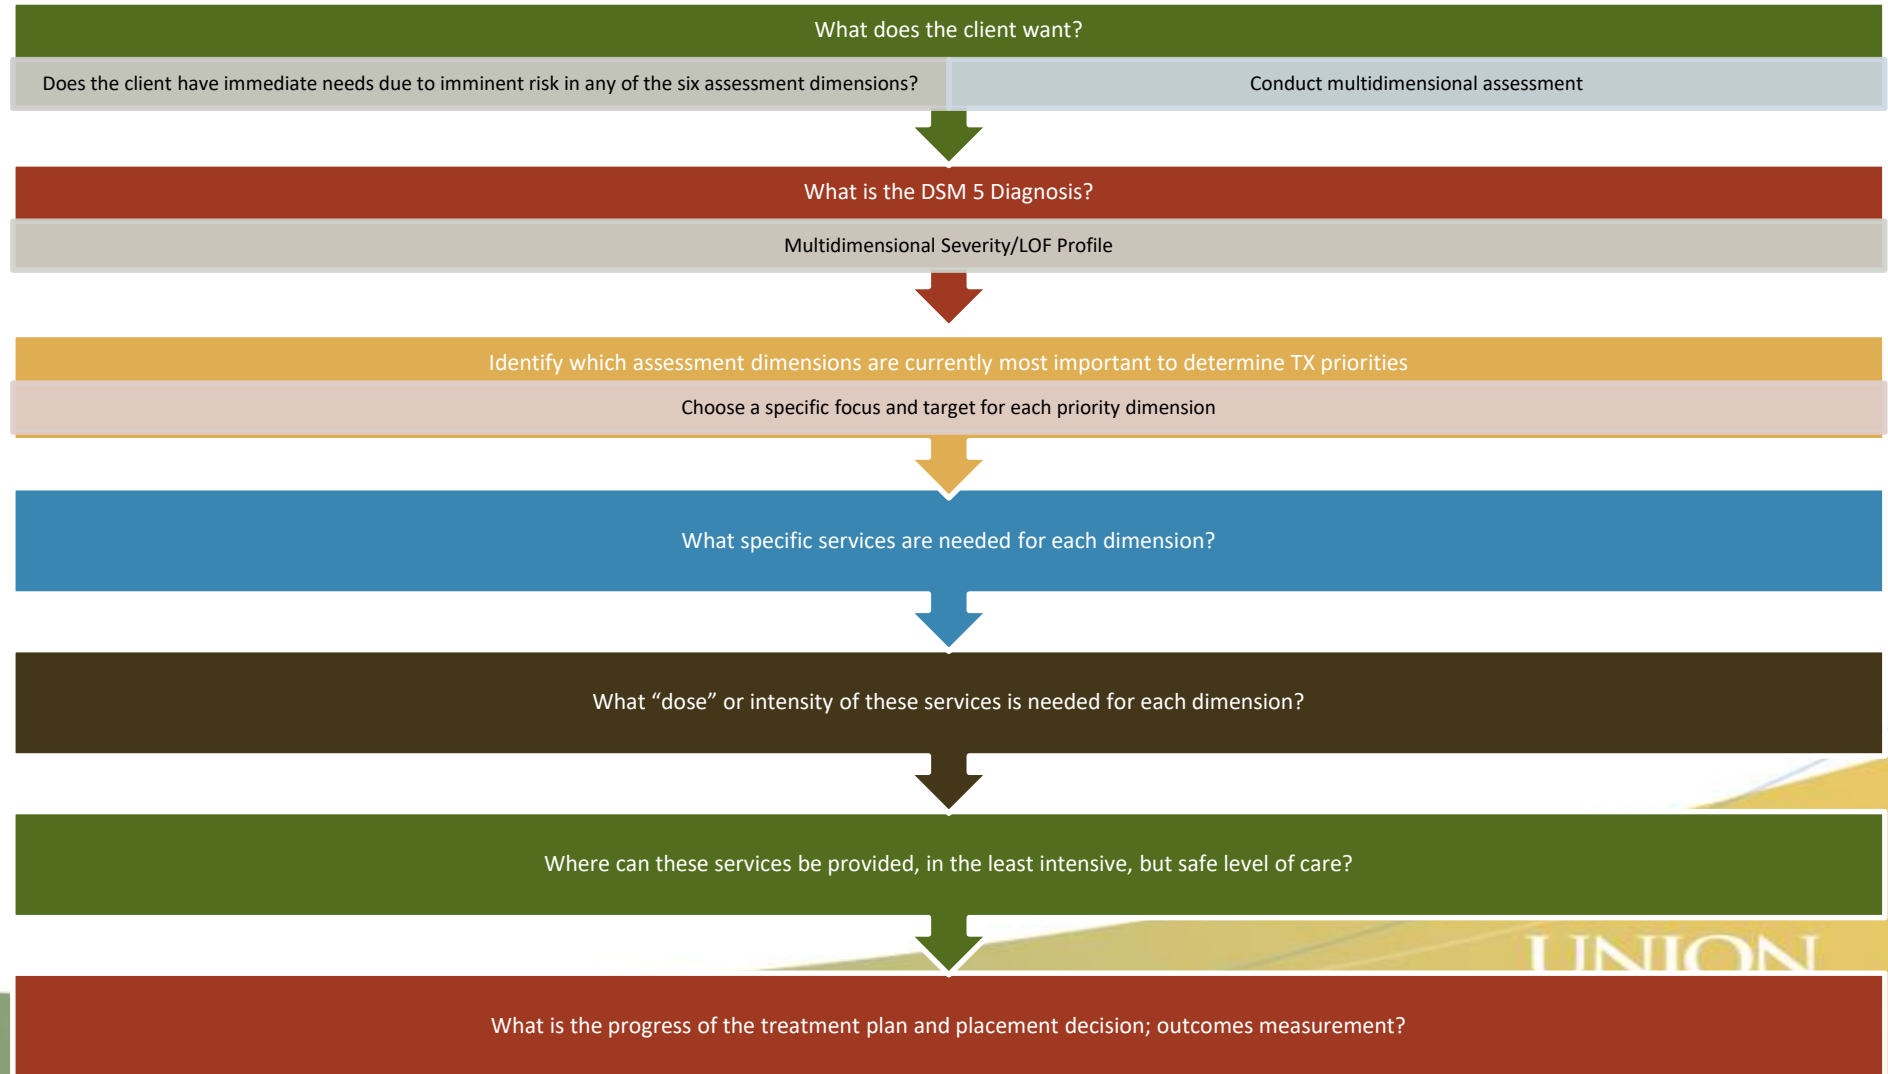 What does the client want?
Does the client have immediate needs due to imminent risk in any of the six assessment dimensions?
Conduct multidimensional assessment
What is the DSM 5 Diagnosis?
Multidimensional Severity/LOF Profile
Identify which assessment dimensions are currently most important to determine TX priorities
Choose a specific focus and target for each priority dimension
What specific services are needed for each dimension?
What “dose” or intensity of these services is needed for each dimension?
Where can these services be provided, in the least intensive, but safe level of care?
UNION
What is the progress of the treatment plan and placement decision; outcomes measurement?